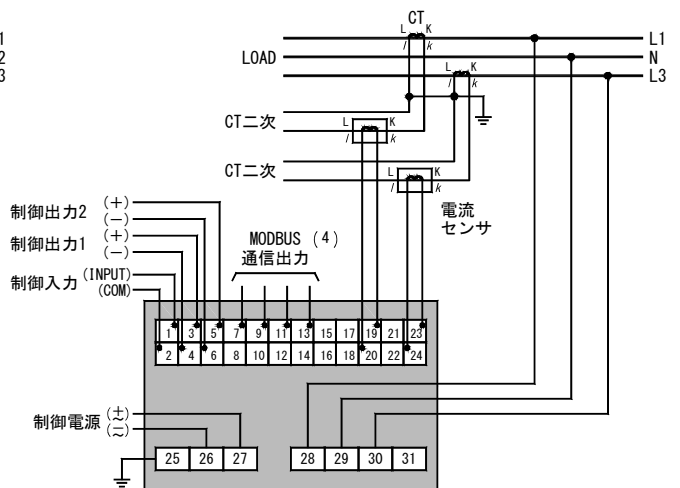 CT
L K
1 L1
2 LOAD N
3 L K L3
l k
l k
CT二次 L K
l k
CT二次 L K
l k
電流
センサ
制御出力2 (+)
(−)
制御出力1 (+)
(−)
MODBUS (4)
通信出力
制御入力 (INPUT)
(COM)
1 3 5 7 9 11 13 15 17 19 21 23
2 4 6 8 10 12 14 16 18 20 22 24
制御電源 (±)
(≂)
25 26 27 28 29 30 31